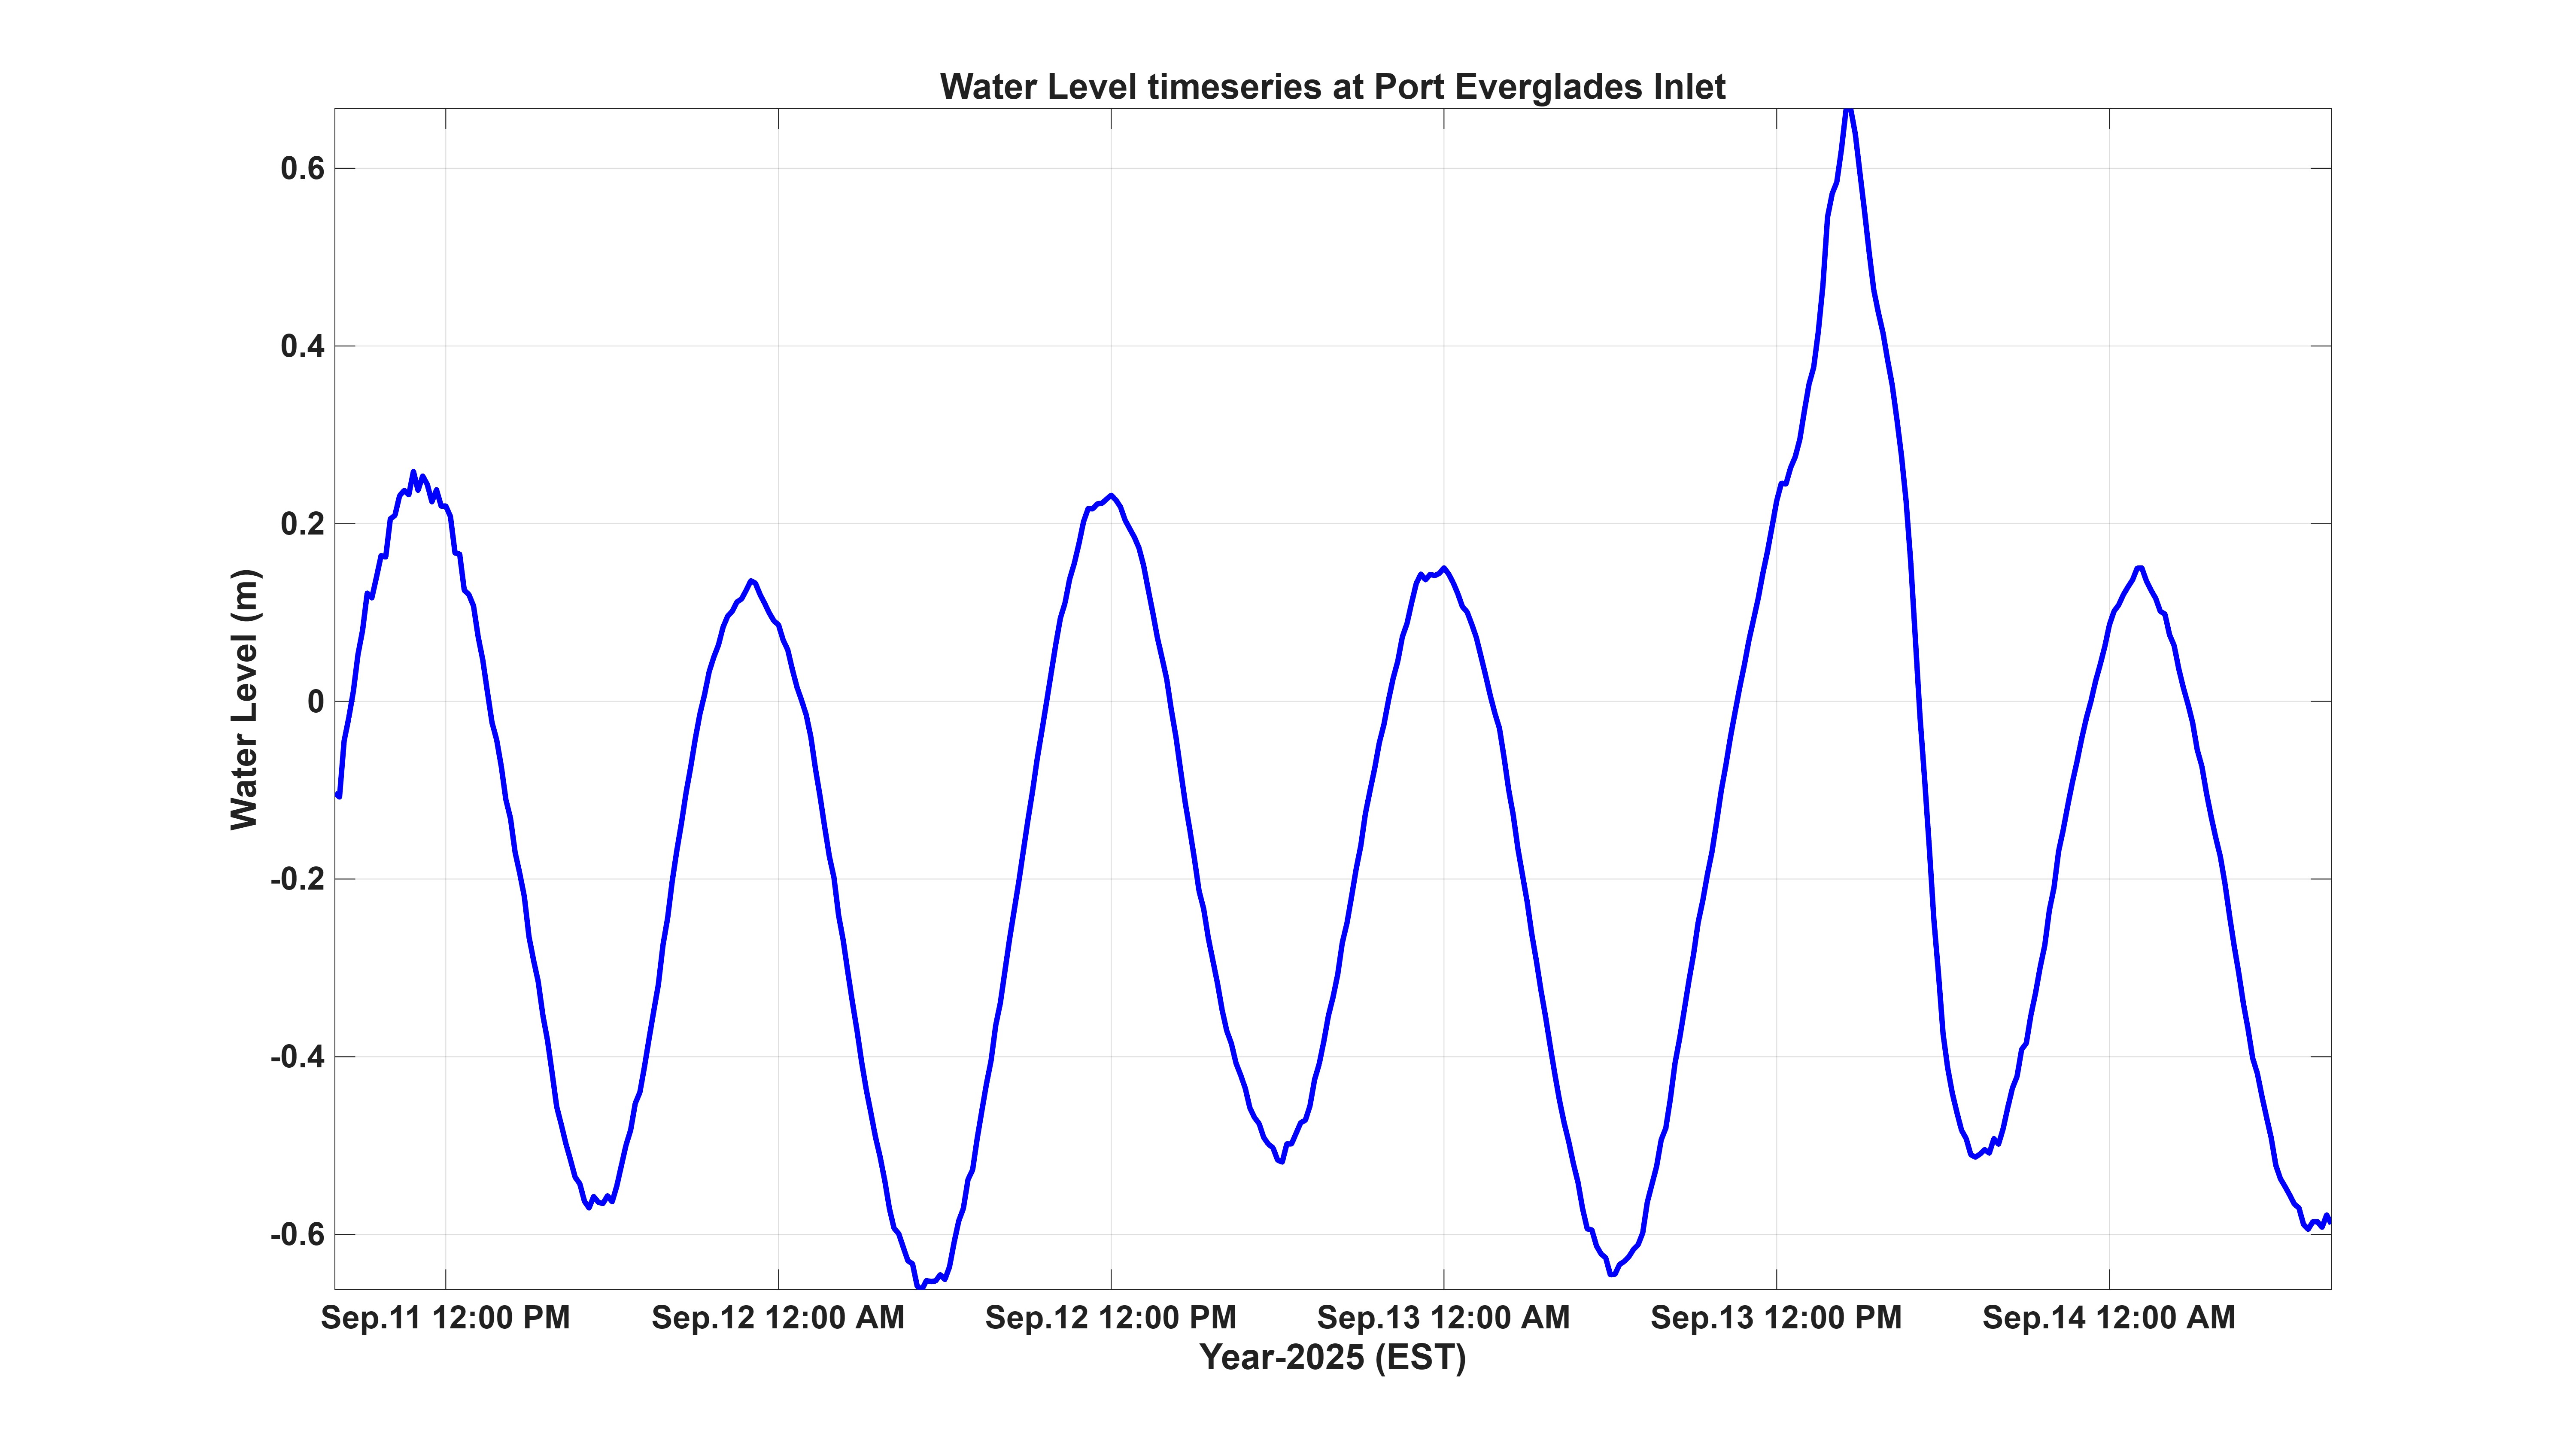 Water Level timeseries at Port Everglades Inlet
0.6
0.4
0.2
0
-0.2
-0.4
-0.6
Water Level (m)
Sep.11 12:00 PM
Sep.12 12:00 AM
Sep.12 12:00 PM
Sep.13 12:00 AM
Sep.13 12:00 PM
Sep.14 12:00 AM
Year-2025 (EST)